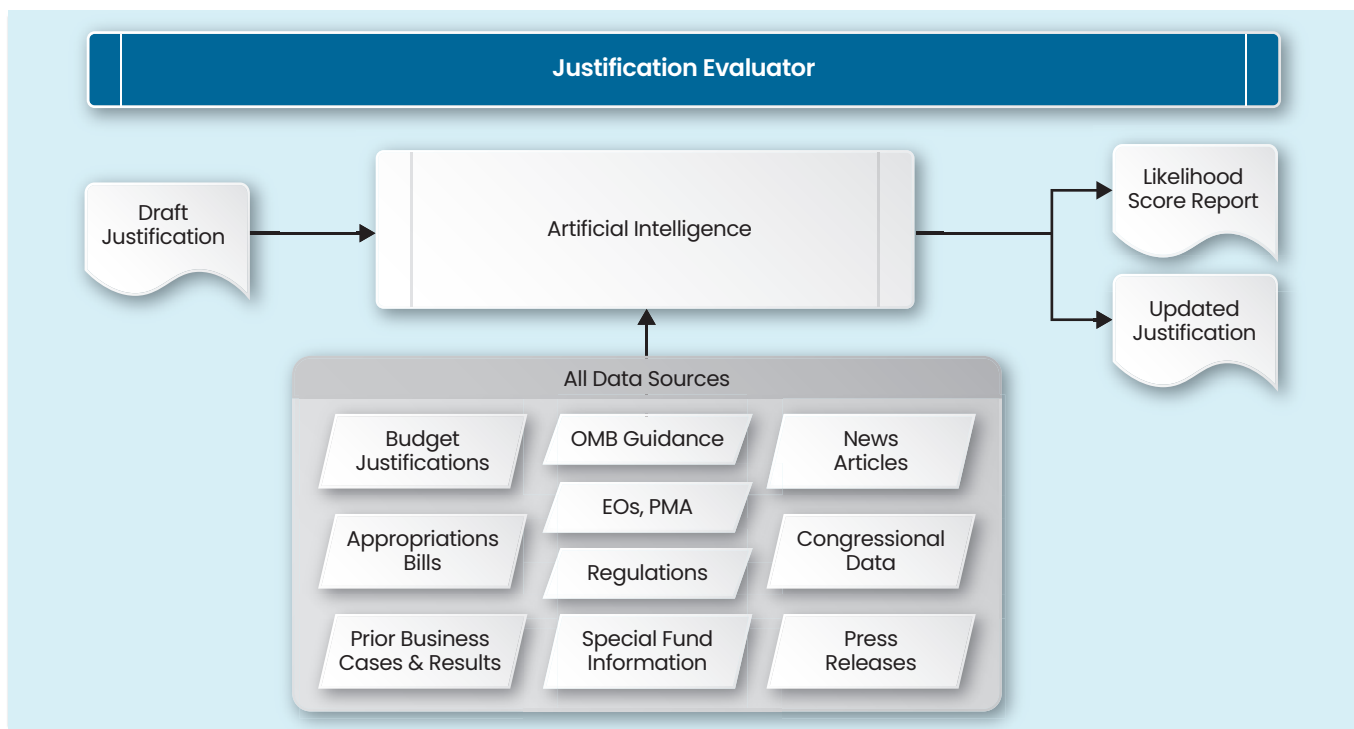 Justification Evaluator
Draft
Justification
Artificial Intelligence
Likelihood
Score Report
Updated
Justification
All Data Sources
Budget
Justifications
OMB Guidance
News
Articles
EOs, PMA
Appropriations
Bills
Congressional
Data
Regulations
Prior Business
Cases & Results
Special Fund
Information
Press
Releases